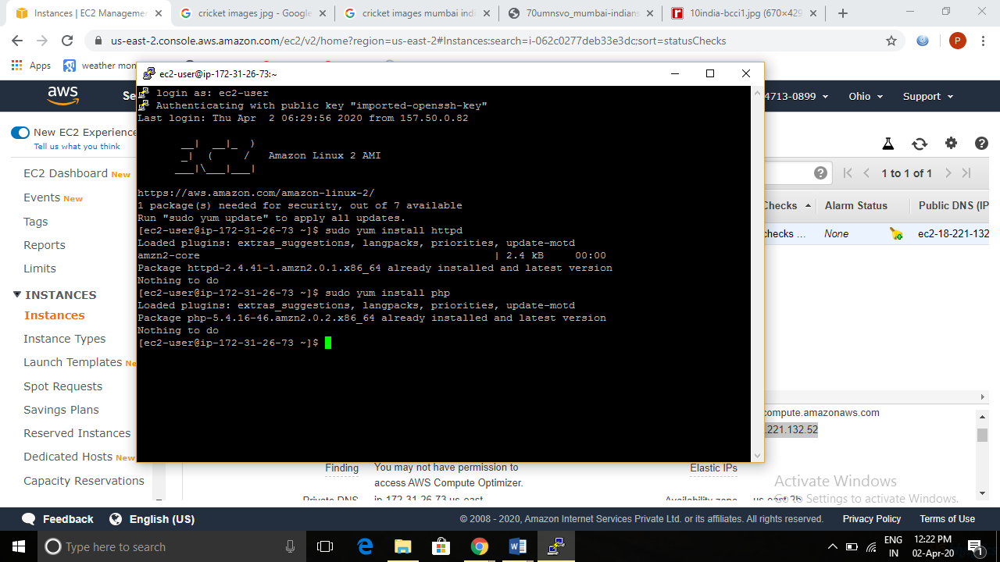 Instances | EC2 Managemen
cricket images jpg - Google
cricket images mumbai indi
70umnsvo_mumbai-indians
10india-bcci1.jpg (670×429
us-east-2.console.aws.amazon.com/ec2/v2/home?region=us-east-2#Instances:search=i-062c0277deb33e3dc;sort=statusChecks
P
Apps
weather mon
aws
Se
4713-0899
Ohio
Support
ec2-user@ip-172-31-26-73:~
login as: ec2-user
Authenticating with public key "imported-openssh-key"
Last login: Thu Apr  2 06:29:56 2020 from 157.50.0.82
__|  __|_  )
_|  (     /   Amazon Linux 2 AMI
___|\___|___|
https://aws.amazon.com/amazon-linux-2/
1 package(s) needed for security, out of 7 available
Run "sudo yum update" to apply all updates.
[ec2-user@ip-172-31-26-73 ~]$ sudo yum install httpd
Loaded plugins: extras_suggestions, langpacks, priorities, update-motd
amzn2-core                                               | 2.4 kB     00:00
Package httpd-2.4.41-1.amzn2.0.1.x86_64 already installed and latest version
Nothing to do
[ec2-user@ip-172-31-26-73 ~]$ sudo yum install php
Loaded plugins: extras_suggestions, langpacks, priorities, update-motd
Package php-5.4.16-46.amzn2.0.2.x86_64 already installed and latest version
Nothing to do
[ec2-user@ip-172-31-26-73 ~]$
New EC2 Experience
Tell us what you think
EC2 Dashboard New
Events New
Tags
Reports
Limits
INSTANCES
Instances
Instance Types
Launch Templates Ne
Spot Requests
Savings Plans
Reserved Instances
Dedicated Hosts New
Capacity Reservations
1 to 1 of 1
Checks
Alarm Status
Public DNS (IP
checks ...
None
ec2-18-221-132
compute.amazonaws.com
.221.132.52
Finding
You may not have permission to
access AWS Compute Optimizer.
Elastic IPs
Private DNS
ip-172-31-26-73.us-east-
Availability zone
us-east-2b
Activate Windows
Go to Settings to activate Windows.
Feedback
English (US)
© 2008 - 2020, Amazon Internet Services Private Ltd. or its affiliates. All rights reserved.
Privacy Policy
Terms of Use
Type here to search
ENG
IN
12:22 PM
02-Apr-20
1